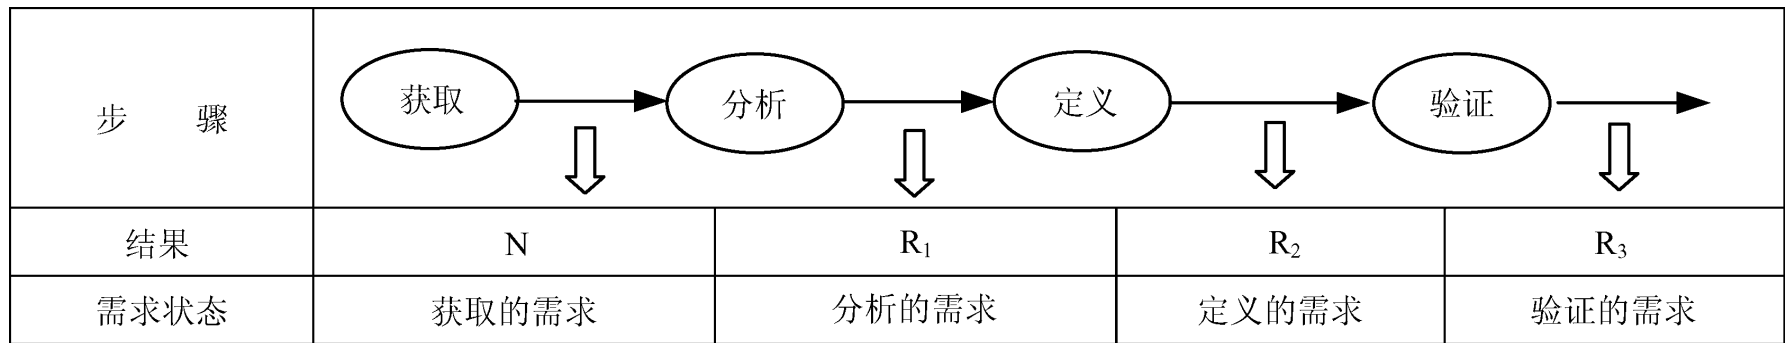 步 骤 获取 分析 定义 验证
结果 N R₁ R₂ R₃
需求状态 获取的需求 分析的需求 定义的需求 验证的需求